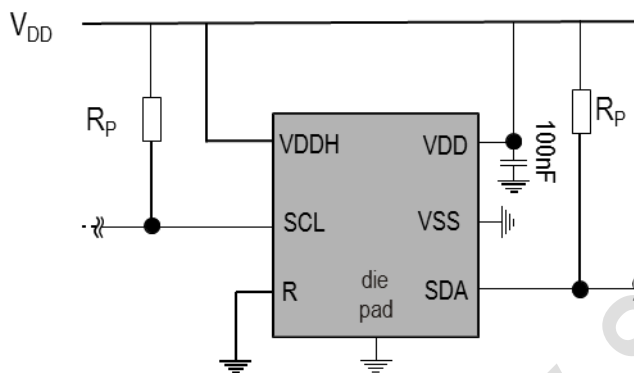 VDD
RP
VDDH
VDD
100nF
RP
SCL
VSS
R
die
pad
SDA